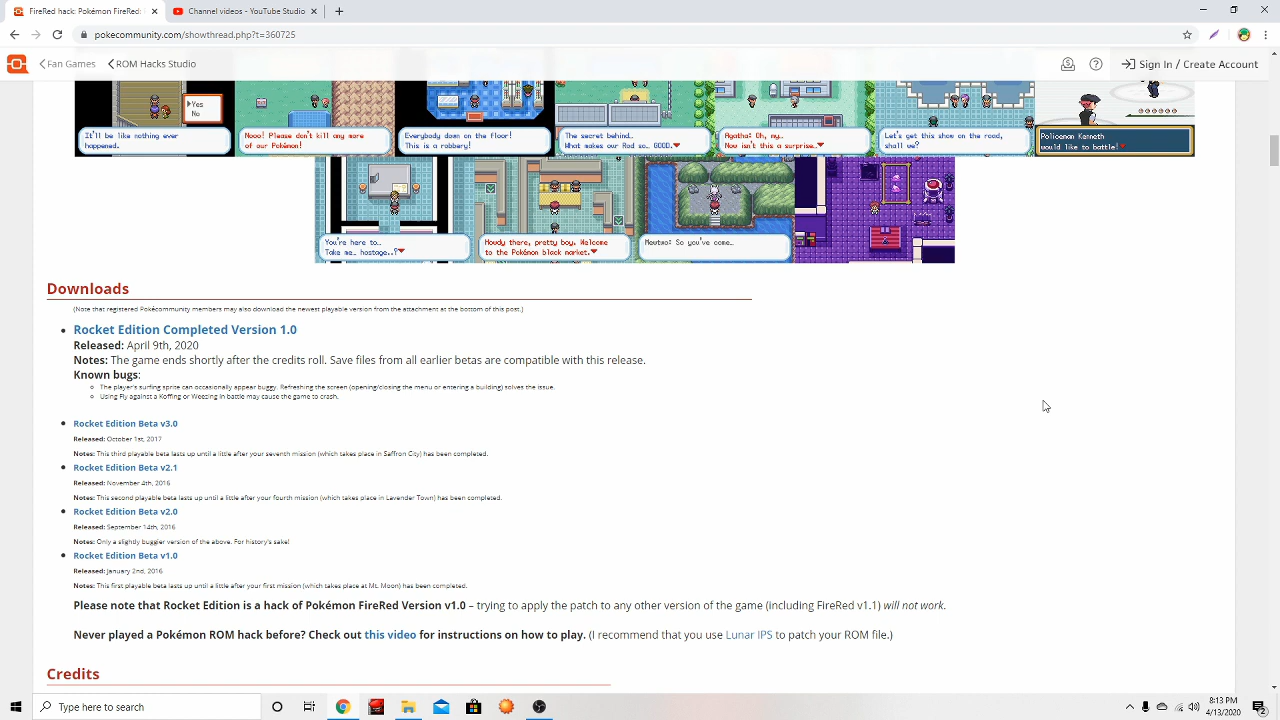 FireRed hack: Pokémon FireRed:
Channel videos - YouTube Studio
pokecommunity.com/showthread.php?t=360725
Fan Games
ROM Hacks Studio
Sign In / Create Account
Yes
No
It'll be like nothing ever
happened.
Nooo! Please don't kill any more
of our Pokémon!
Everybody down on the floor!
This is a robbery!
The secret behind…
What makes our Rod so… GOOD.
Agatha: Oh, my…
Now isn't this a surprise…
Let's get this show on the road,
shall we?
Policeman Kenneth
would like to battle!
You're here to…
Take me… hostage..?
Howdy there, pretty boy. Welcome
to the Pokémon black market.
Mewtwo: So you've come…
Downloads
(Note that registered Pokécommunity members may also download the newest playable version from the attachment at the bottom of this post.)
Rocket Edition Completed Version 1.0
Released: April 9th, 2020
Notes: The game ends shortly after the credits roll. Save files from all earlier betas are compatible with this release.
Known bugs:
The player's surfing sprite can occasionally appear buggy. Refreshing the screen (opening/closing the menu or entering a building) solves the issue.
Using Fly against a Koffing or Weezing in battle may cause the game to crash.
Rocket Edition Beta v3.0
Released: October 1st, 2017
Notes: This third playable beta lasts up until a little after your seventh mission (which takes place in Saffron City) has been completed.
Rocket Edition Beta v2.1
Released: November 4th, 2016
Notes: This second playable beta lasts up until a little after your fourth mission (which takes place in Lavender Town) has been completed.
Rocket Edition Beta v2.0
Released: September 14th, 2016
Notes: Only a slightly buggier version of the above. For history's sake!
Rocket Edition Beta v1.0
Released: January 2nd, 2016
Notes: This first playable beta lasts up until a little after your first mission (which takes place at Mt. Moon) has been completed.
Please note that Rocket Edition is a hack of Pokémon FireRed Version v1.0 – trying to apply the patch to any other version of the game (including FireRed v1.1) will not work.
Never played a Pokémon ROM hack before? Check out this video for instructions on how to play. (I recommend that you use Lunar IPS to patch your ROM file.)
Credits
Type here to search
8:13 PM
4/13/2020
2